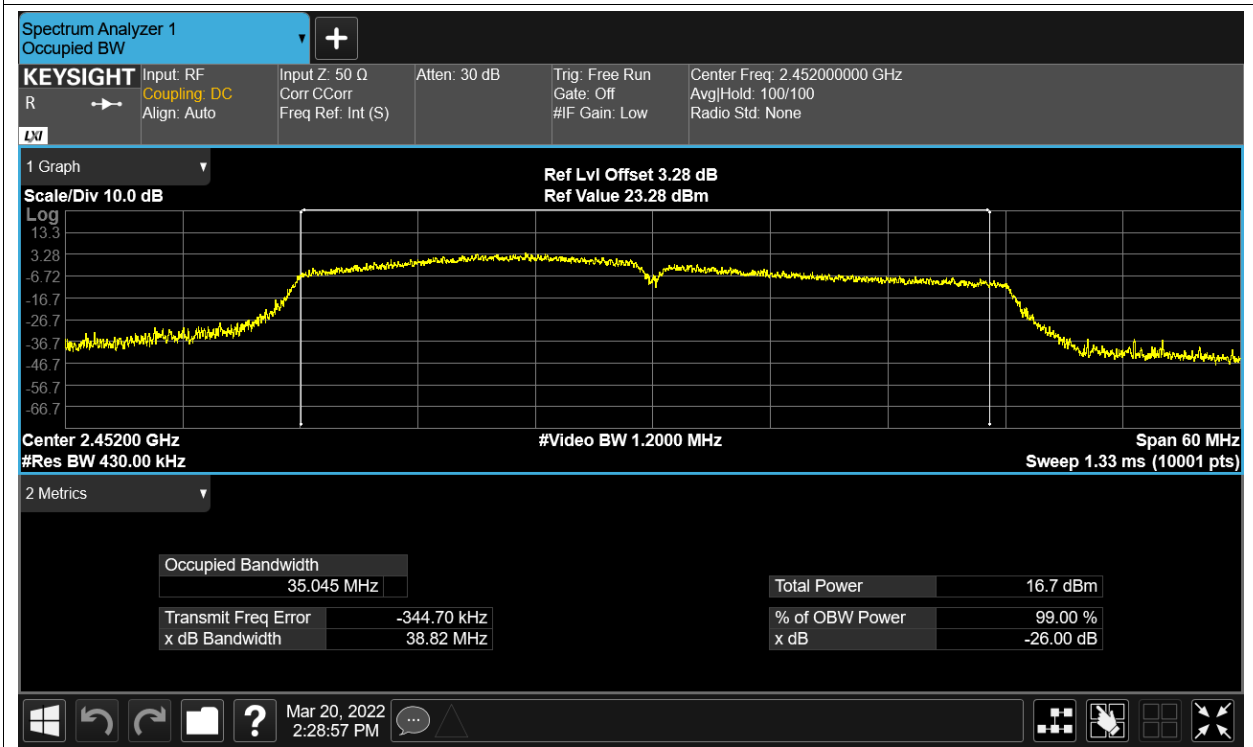 Spectrum Analyzer 1
Occupied BW
KEYSIGHT
R
LXI
Input: RF
Coupling: DC
Align: Auto
Input Z: 50 Ω
Corr CCorr
Freq Ref: Int (S)
Atten: 30 dB
Trig: Free Run
Gate: Off
#IF Gain: Low
Center Freq: 2.452000000 GHz
Avg|Hold: 100/100
Radio Std: None
1 Graph
Scale/Div 10.0 dB
Ref Lvl Offset 3.28 dB
Ref Value 23.28 dBm
Log
13.3
3.28
-6.72
-16.7
-26.7
-36.7
-46.7
-56.7
-66.7
Center 2.45200 GHz
#Res BW 430.00 kHz
#Video BW 1.2000 MHz
Span 60 MHz
Sweep 1.33 ms (10001 pts)
2 Metrics
Occupied Bandwidth
35.045 MHz
Transmit Freq Error -344.70 kHz
x dB Bandwidth 38.82 MHz
Total Power 16.7 dBm
% of OBW Power 99.00 %
x dB -26.00 dB
?
Mar 20, 2022
2:28:57 PM